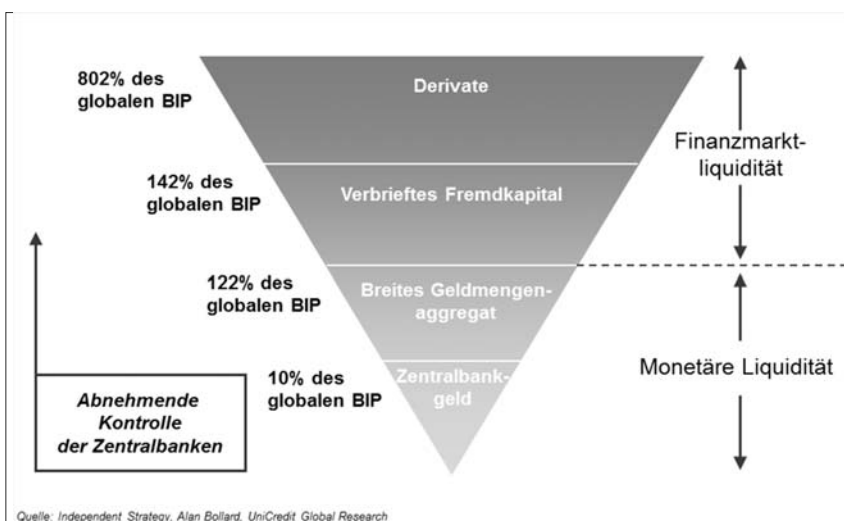 802% des
globalen BIP
Derivate
Finanzmarkt-
liquidität
142% des
globalen BIP
Verbrieftes Fremdkapital
122% des
globalen BIP
Breites Geldmengen-
aggregat
Monetäre Liquidität
10% des
globalen BIP
Zentralbank-
geld
Abnehmende
Kontrolle
der Zentralbanken
Quelle: Independent Strategy, Alan Bollard, UniCredit Global Research